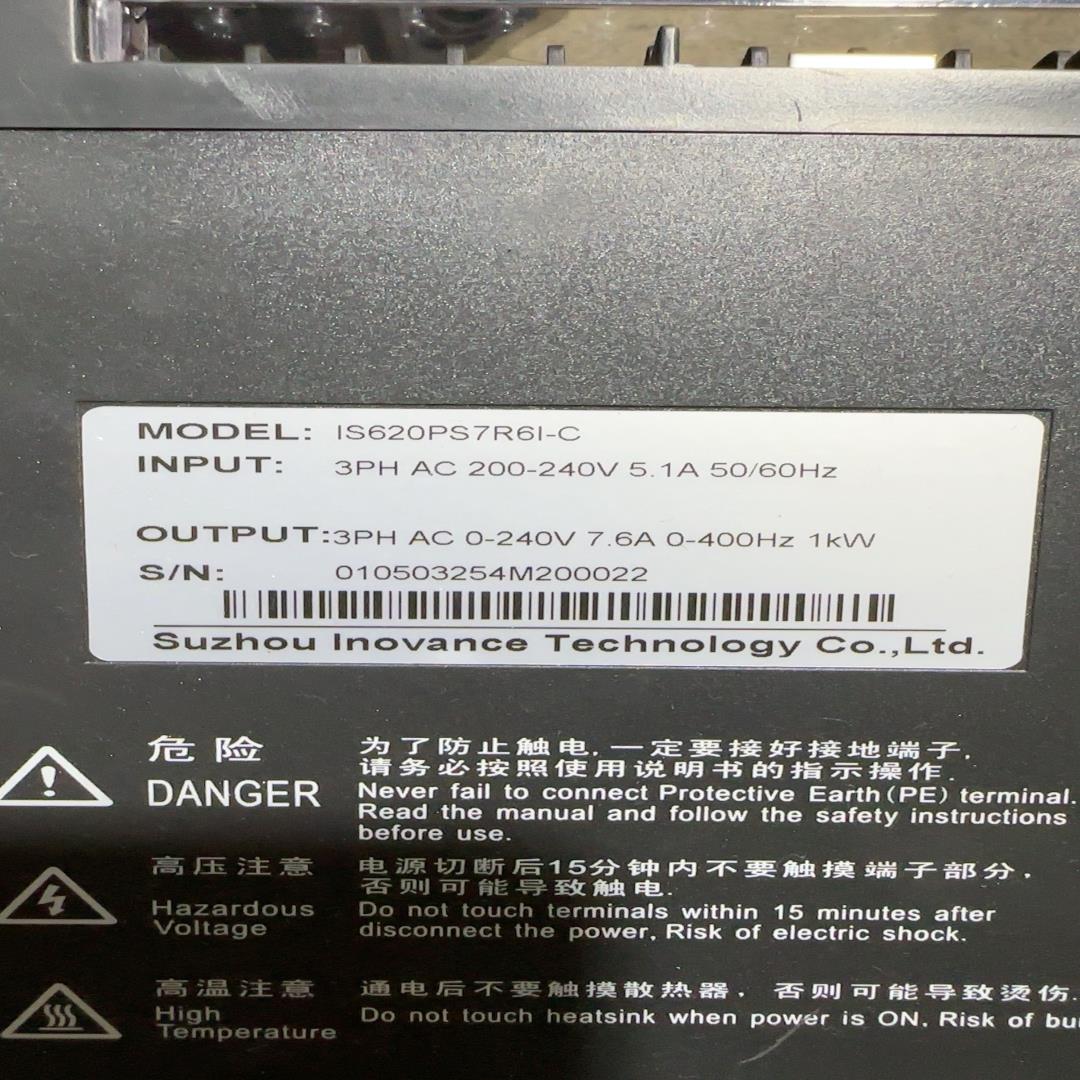 MODEL: IS620PS7R6I-C
INPUT: 3PH AC 200-240V 5.1A 50/60Hz
OUTPUT:3PH AC 0-240V 7.6A 0-400Hz 1kW
S/N: 010503254M200022
Suzhou Inovance Technology Co.,Ltd.
危险
DANGER
为了防止触电,一定要接好接地端子,
请务必按照使用说明书的指示操作.
Never fail to connect Protective Earth(PE) terminal.
Read the manual and follow the safety instructions
before use.
高压注意
Hazardous
Voltage
电源切断后15分钟内不要触摸端子部分,
否则可能导致触电.
Do not touch terminals within 15 minutes after
disconnect the power, Risk of electric shock.
高温注意
High
Temperature
通电后不要触摸散热器,否则可能导致烫伤.
Do not touch heatsink when power is ON, Risk of